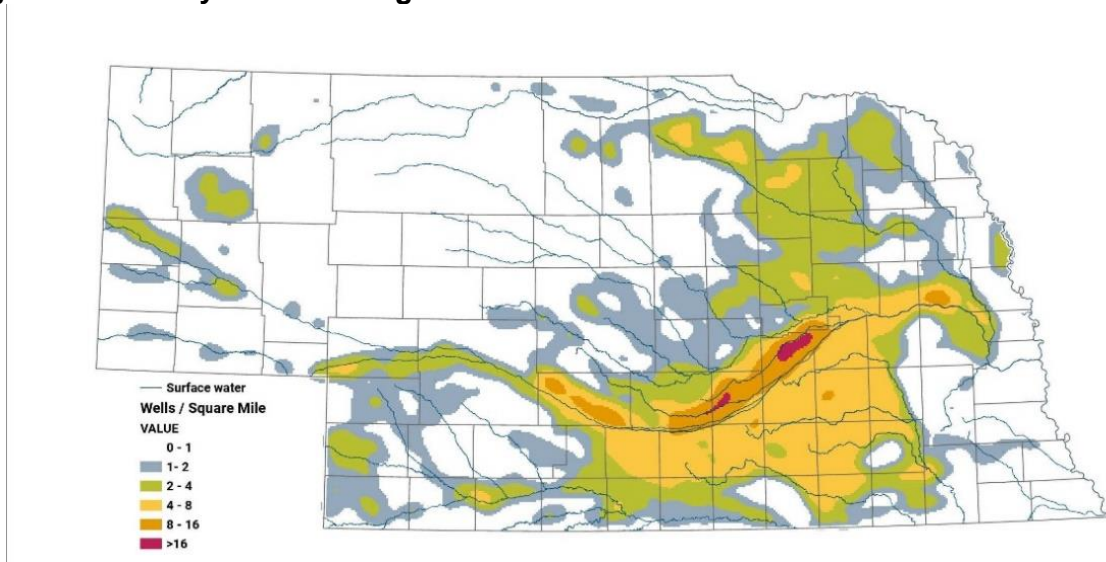 Surface water
Wells / Square Mile
VALUE
0 - 1
1- 2
2 - 4
4 - 8
8 - 16
>16